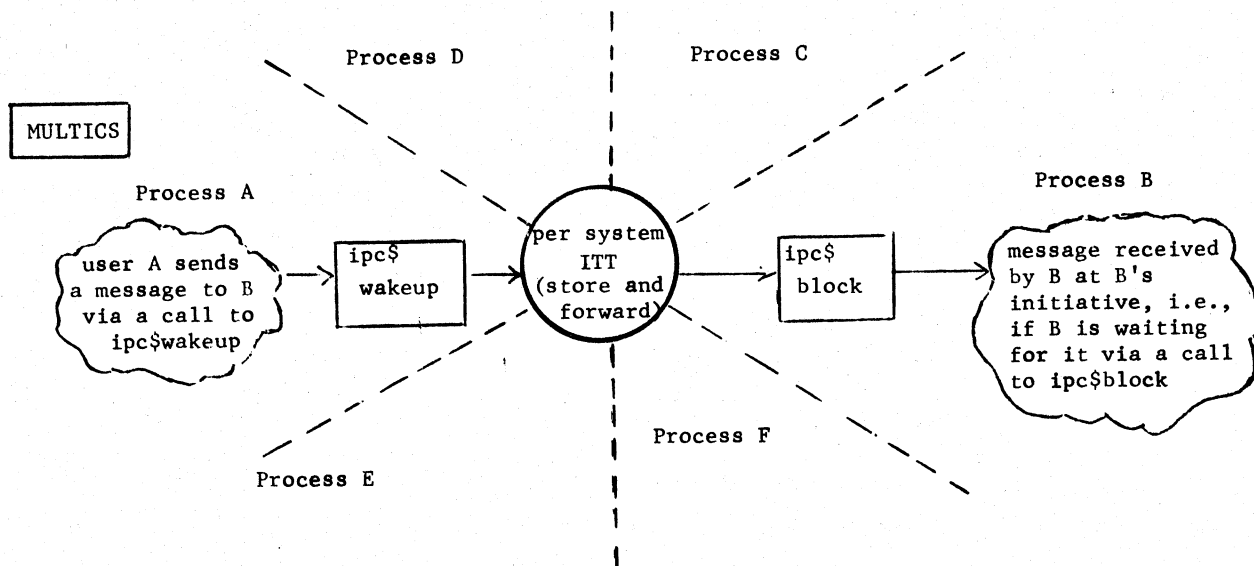 Process D
Process C
MULTICS
Process A
Process B
user A sends
a message to B
via a call to
ipc$wakeup
ipc$
wakeup
per system
ITT
(store and
forward)
ipc$
block
message received
by B at B's
initiative, i.e.,
if B is waiting
for it via a call
to ipc$block
Process E
Process F